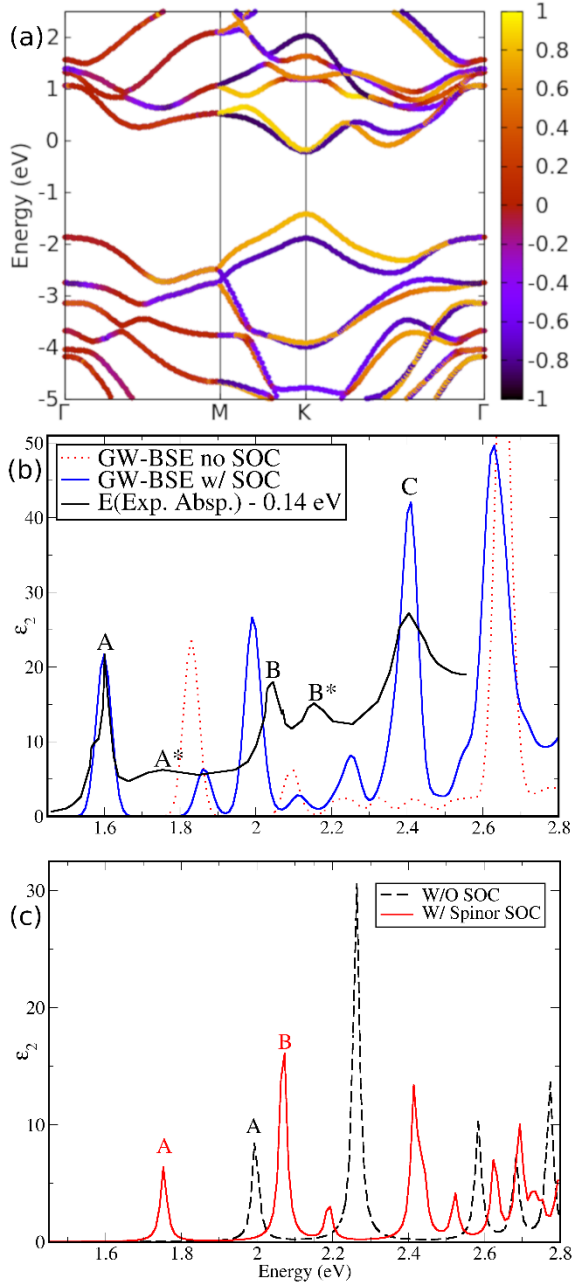 (a)
2
1
0
-1
-2
-3
-4
-5
Energy (eV)
Γ M K Γ
1
0.8
0.6
0.4
0.2
0
-0.2
-0.4
-0.6
-0.8
-1
(b)
50
40
30
20
10
0
ε2
GW-BSE no SOC
GW-BSE w/ SOC
E(Exp. Absp.) - 0.14 eV
A
A*
B
B*
C
1.6 1.8 2 2.2 2.4 2.6 2.8
(c)
30
20
10
0
ε2
W/O SOC
W/ Spinor SOC
A
A
B
1.6 1.8 2 2.2 2.4 2.6 2.8
Energy (eV)